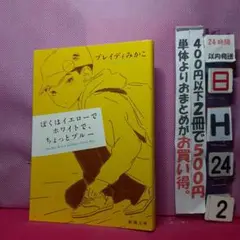 ブレイディみかこ
ぼくはイエローで
ホワイトで、
ちょっとブルー
新潮文庫
400円以下2冊で500円
単体よりおまとめがお買い得。
24時間
以内発送
日
H
24
2